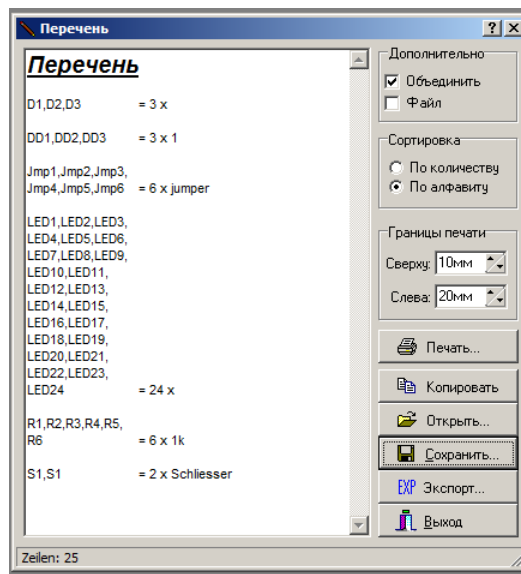 Перечень
Перечень
D1,D2,D3 = 3 x
DD1,DD2,DD3 = 3 x 1
Jmp1,Jmp2,Jmp3,
Jmp4,Jmp5,Jmp6 = 6 x jumper
LED1,LED2,LED3,
LED4,LED5,LED6,
LED7,LED8,LED9,
LED10,LED11,
LED12,LED13,
LED14,LED15,
LED16,LED17,
LED18,LED19,
LED20,LED21,
LED22,LED23,
LED24 = 24 x
R1,R2,R3,R4,R5,
R6 = 6 x 1k
S1,S1 = 2 x Schliesser
Дополнительно
Объединить
Файл
Сортировка
По количеству
По алфавиту
Границы печати
Сверху: 10мм
Слева: 20мм
Печать...
Копировать
Открыть...
Сохранить...
EXP Экспорт...
Выход
Zeilen: 25